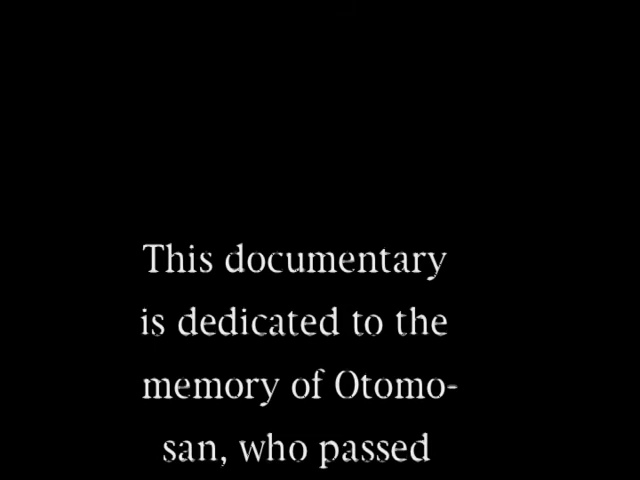 This documentary
is dedicated to the
memory of Otomo-
san, who passed